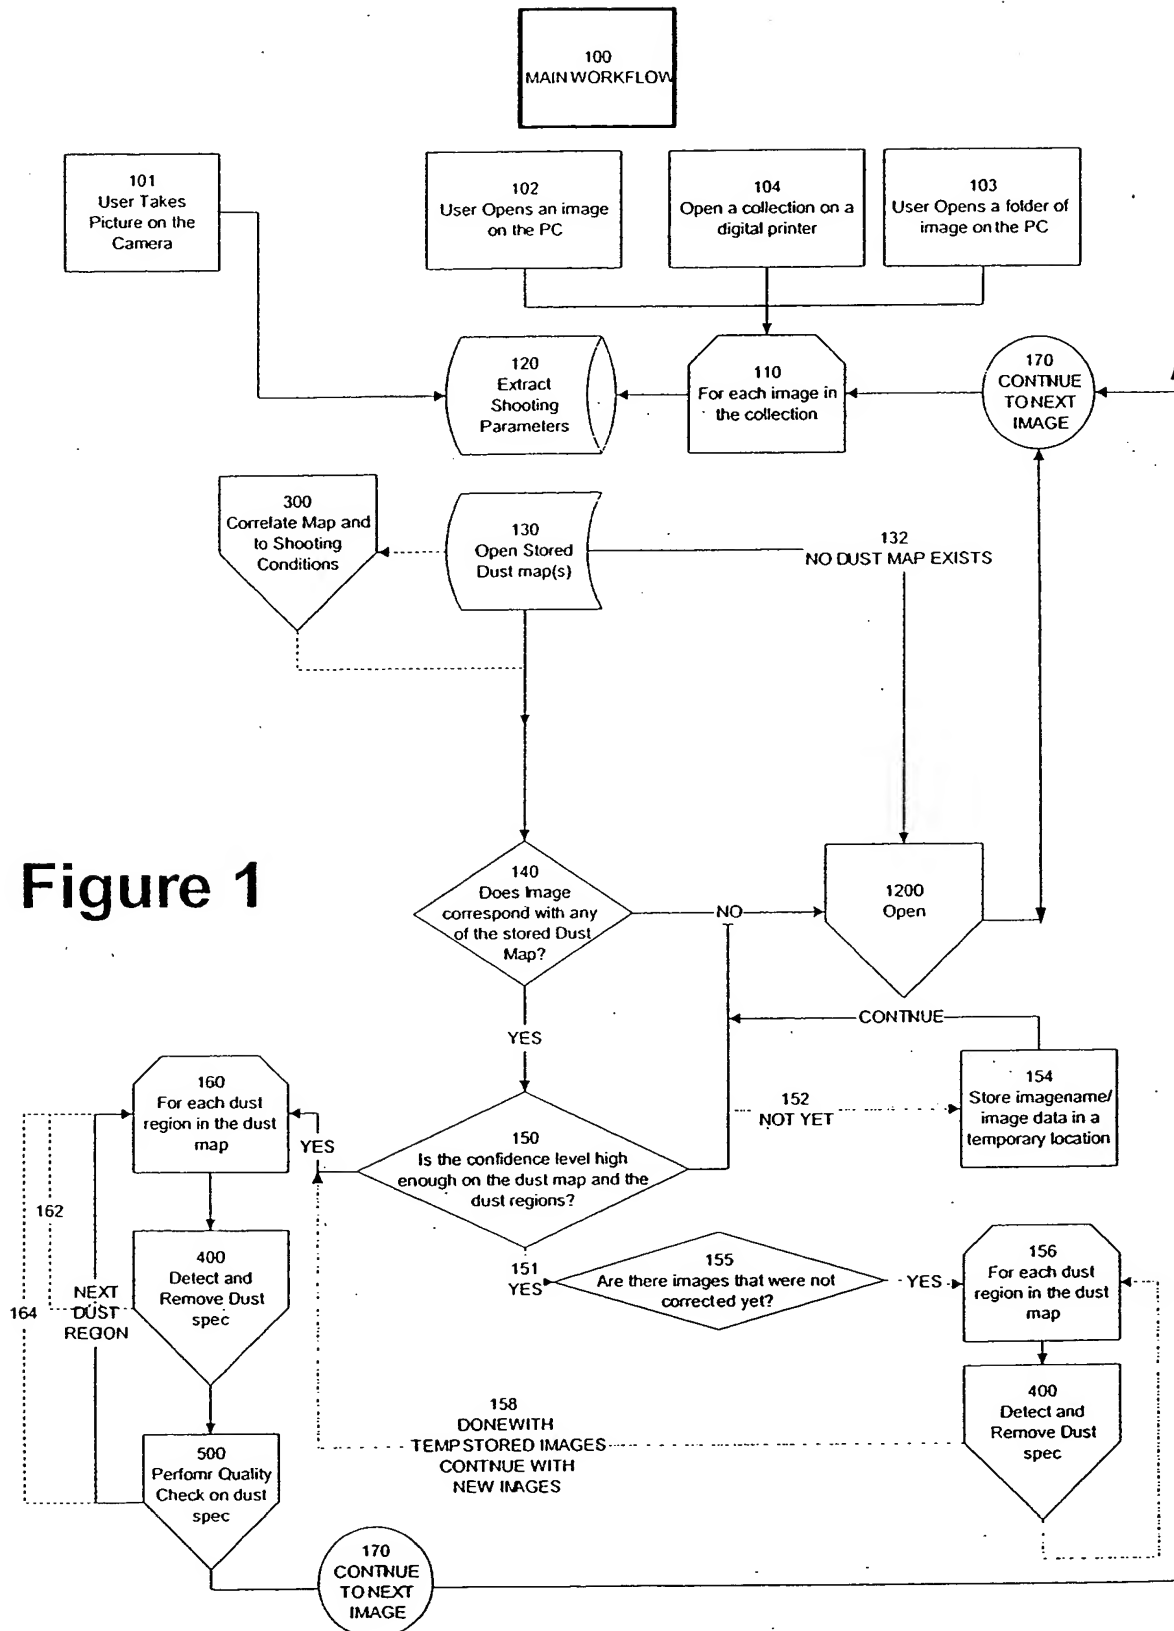 100
MAIN WORKFLOW
101
User Takes
Picture on the
Camera
102
User Opens an image
on the PC
104
Open a collection on a
digital printer
103
User Opens a folder of
image on the PC
120
Extract
Shooting
Parameters
110
For each image in
the collection
170
CONTNUE
TO NEXT
IMAGE
300
Correlate Map and
to Shooting
Conditions
130
Open Stored
Dust map(s)
132
NO DUST MAP EXISTS
Figure 1
140
Does Image
correspond with any
of the stored Dust
Map?
NO
1200
Open
YES
CONTNUE
160
For each dust
region in the dust
map
YES
150
Is the confidence level high
enough on the dust map and the
dust regions?
152
NOT YET
154
Store imagename/
image data in a
temporary location
162
164
NEXT
DUST
REGION
400
Detect and
Remove Dust
spec
151
YES
155
Are there images that were not
corrected yet?
YES
156
For each dust
region in the dust
map
158
DONE WITH
TEMP STORED IMAGES
CONTNUE WITH
NEW IMAGES
400
Detect and
Remove Dust
spec
500
Perfomr Quality
Check on dust
spec
170
CONTNUE
TO NEXT
IMAGE